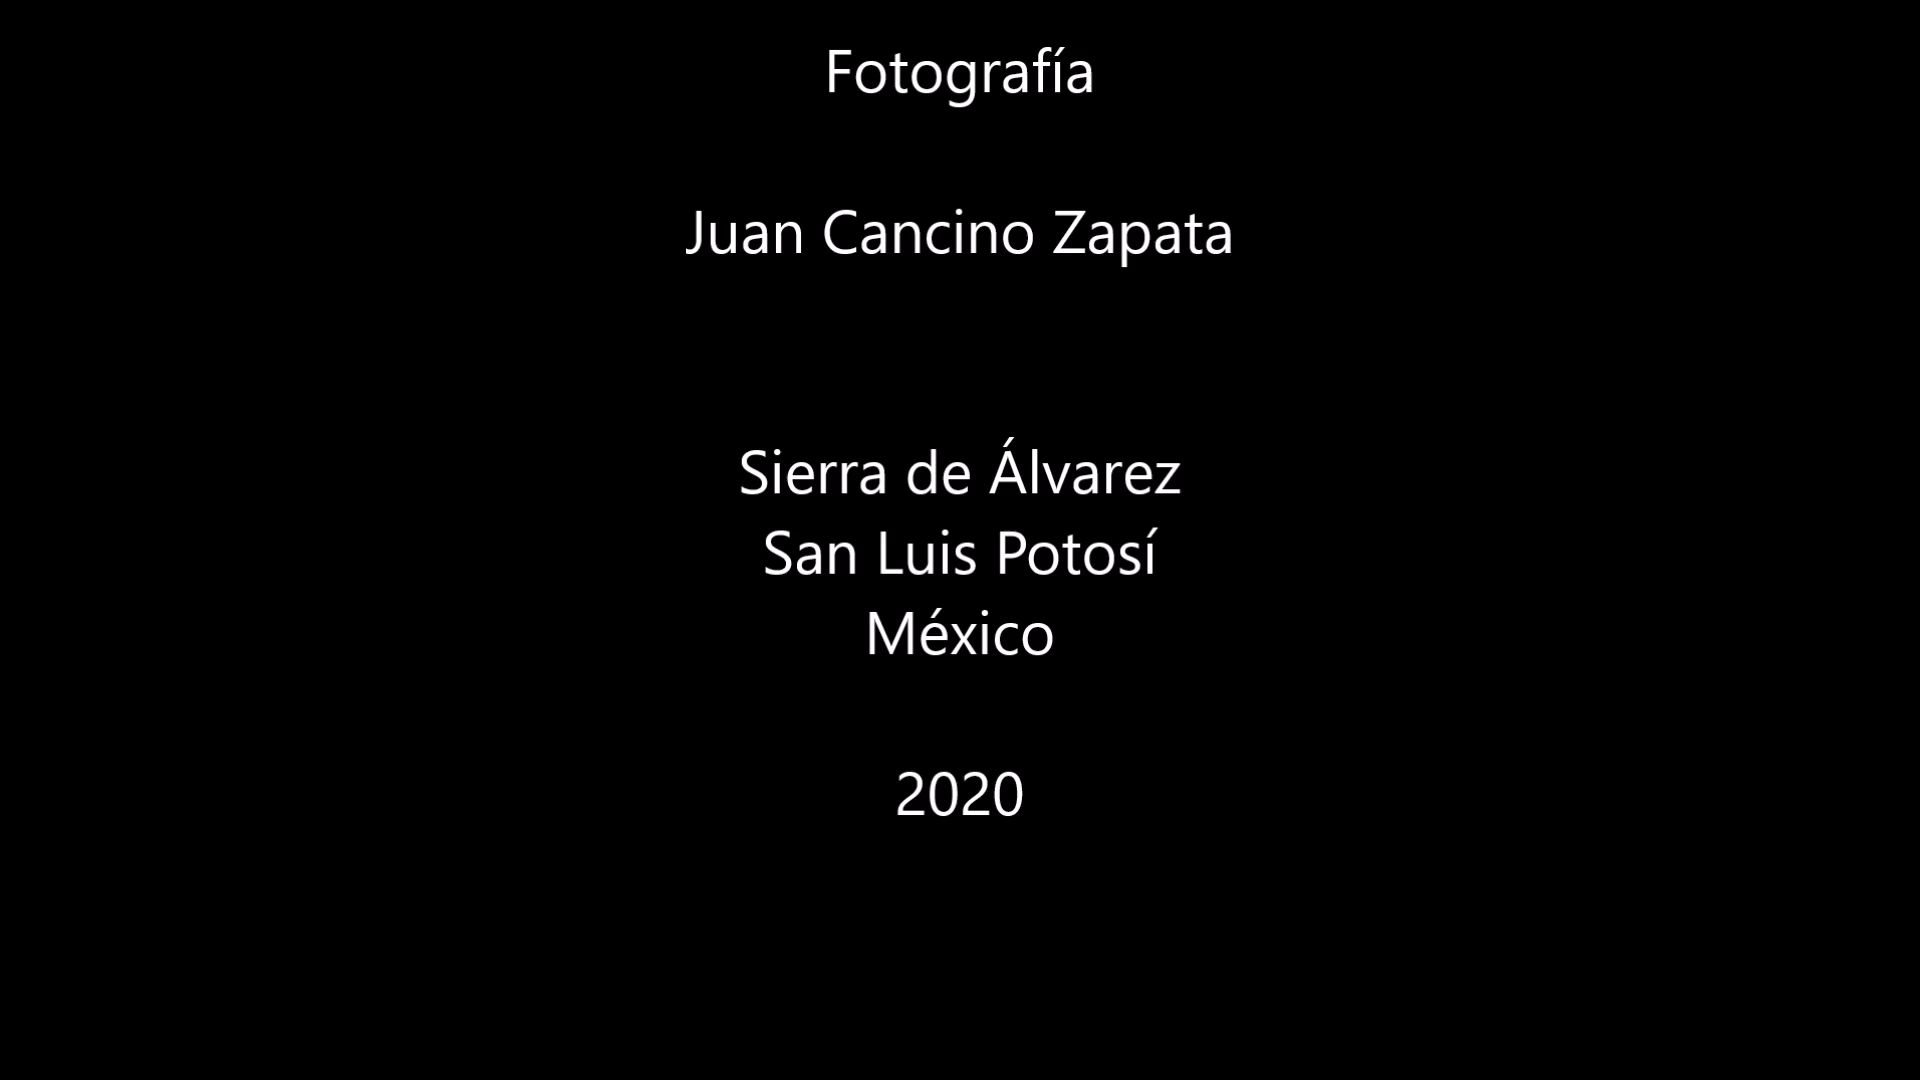 Fotografía
Juan Cancino Zapata
Sierra de Álvarez
San Luis Potosí
México
2020